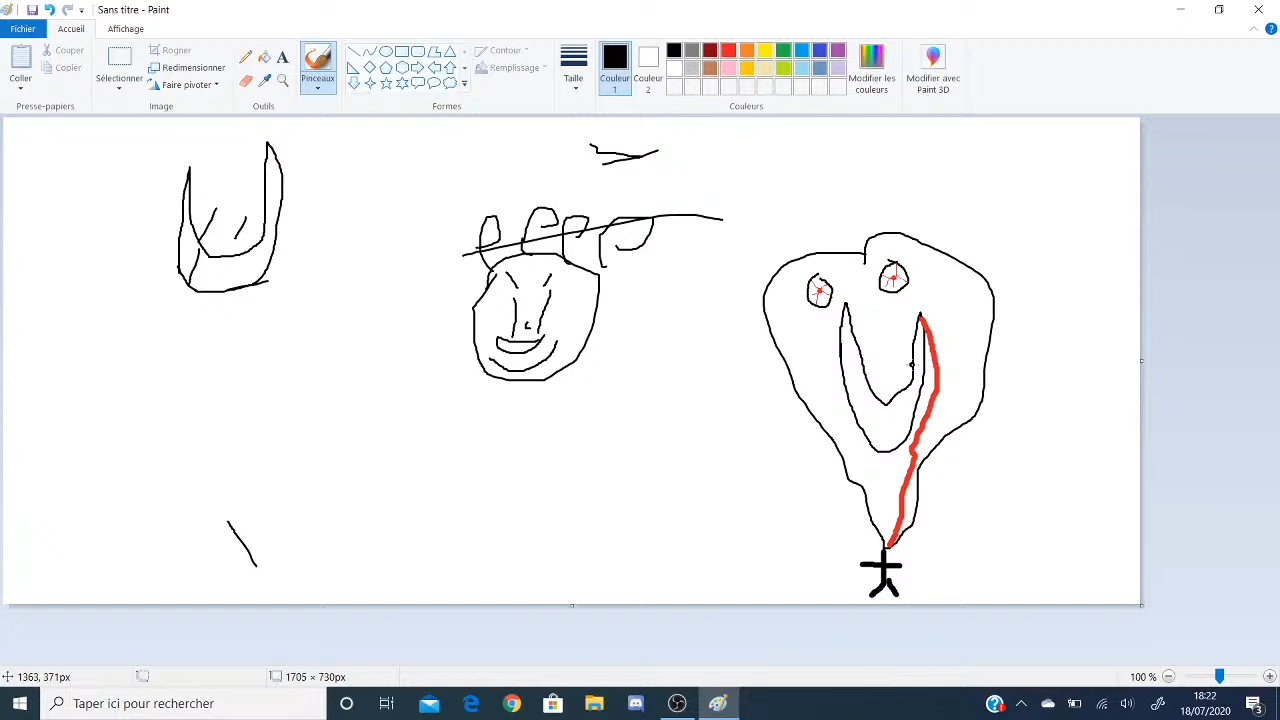 Sans titre - Paint
Fichier Accueil Affichage
Coller
Presse-papiers
Sélectionner
Rogner
Redimensionner
Faire pivoter
Image
Outils
Pinceaux
Formes
Contour
Remplissage
Taille
Couleur 1
Couleur 2
Modifier les couleurs
Couleurs
Modifier avec Paint 3D
1363, 371px
1705 × 730px
100 %
Taper ici pour rechercher
18:22
18/07/2020